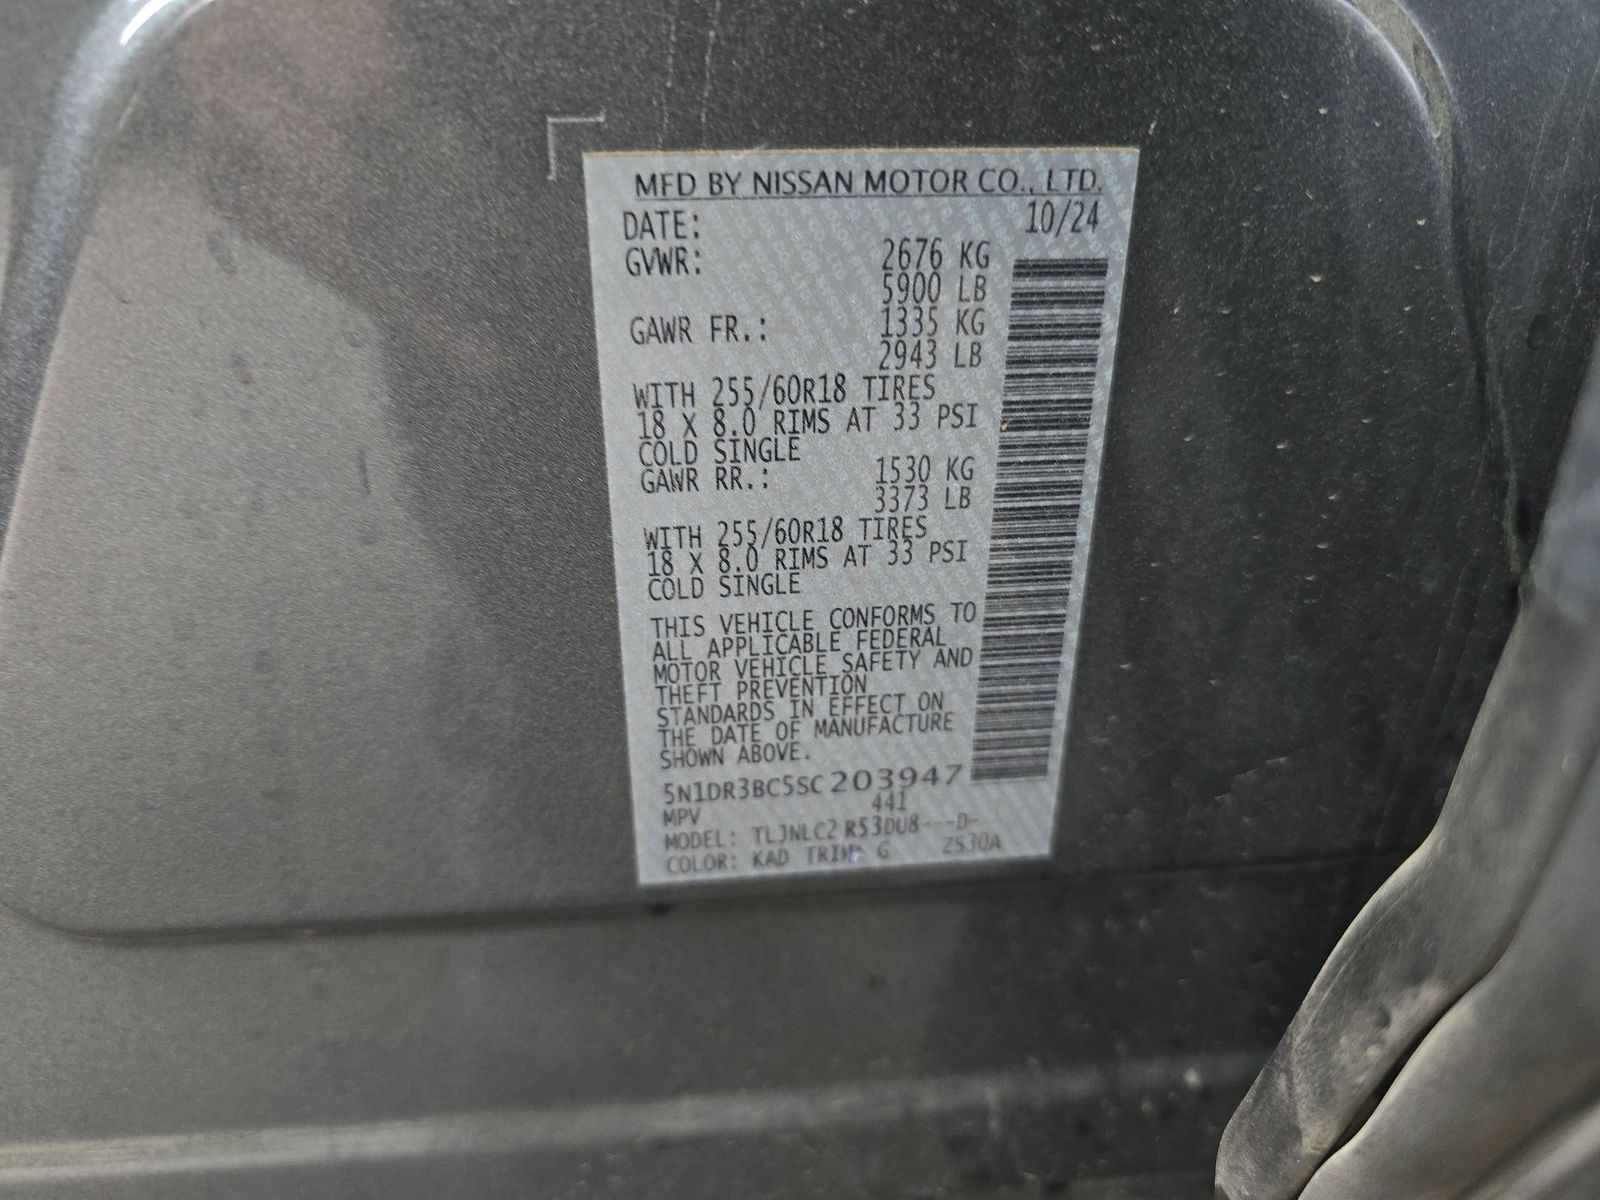 MFD BY NISSAN MOTOR CO., LTD.
DATE: 10/24
GVWR: 2676 KG
5900 LB
GAWR FR.: 1335 KG
2943 LB
WITH 255/60R18 TIRES
18 X 8.0 RIMS AT 33 PSI
COLD SINGLE
GAWR RR.: 1530 KG
3373 LB
WITH 255/60R18 TIRES
18 X 8.0 RIMS AT 33 PSI
COLD SINGLE
THIS VEHICLE CONFORMS TO
ALL APPLICABLE FEDERAL
MOTOR VEHICLE SAFETY AND
THEFT PREVENTION
STANDARDS IN EFFECT ON
THE DATE OF MANUFACTURE
SHOWN ABOVE.
5N1DR3BC5SC203947
MPV 441
MODEL: TLJNLC2 R53DU8---D-
COLOR: KAD TRIM: G ZS30A